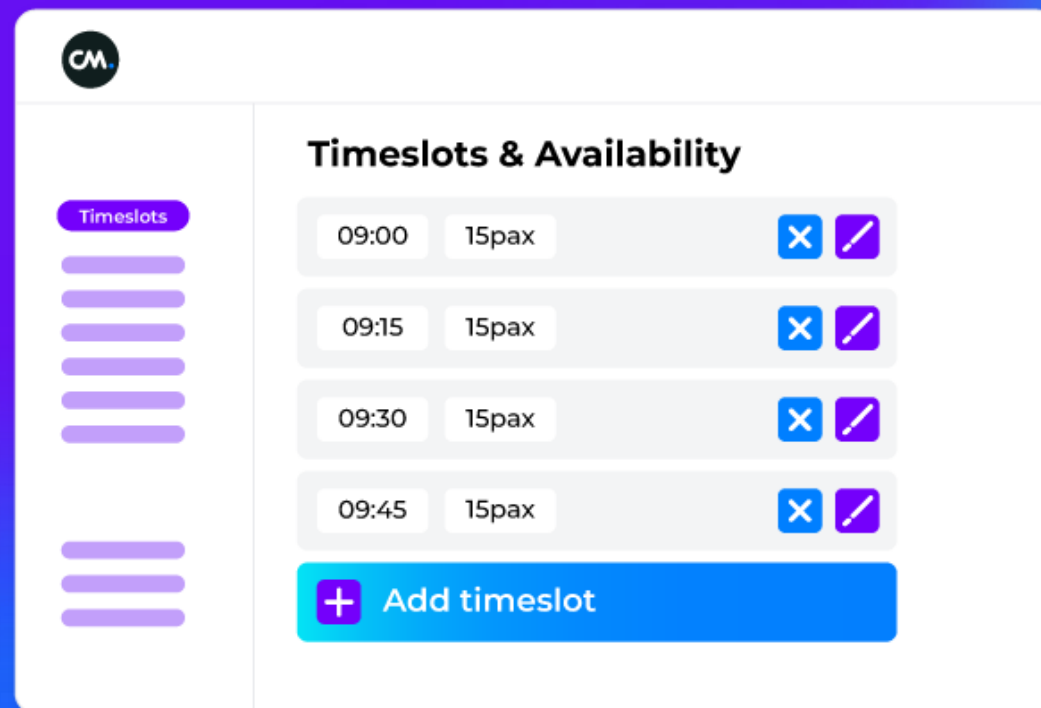 CM.
Timeslots & Availability
Timeslots
09:00 15pax
09:15 15pax
09:30 15pax
09:45 15pax
Add timeslot